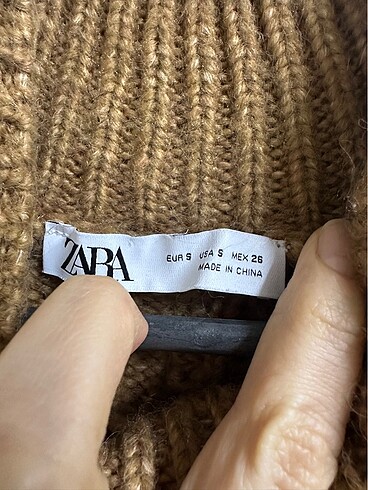 ZARA
EUR S USA S MEX 26
MADE IN CHINA